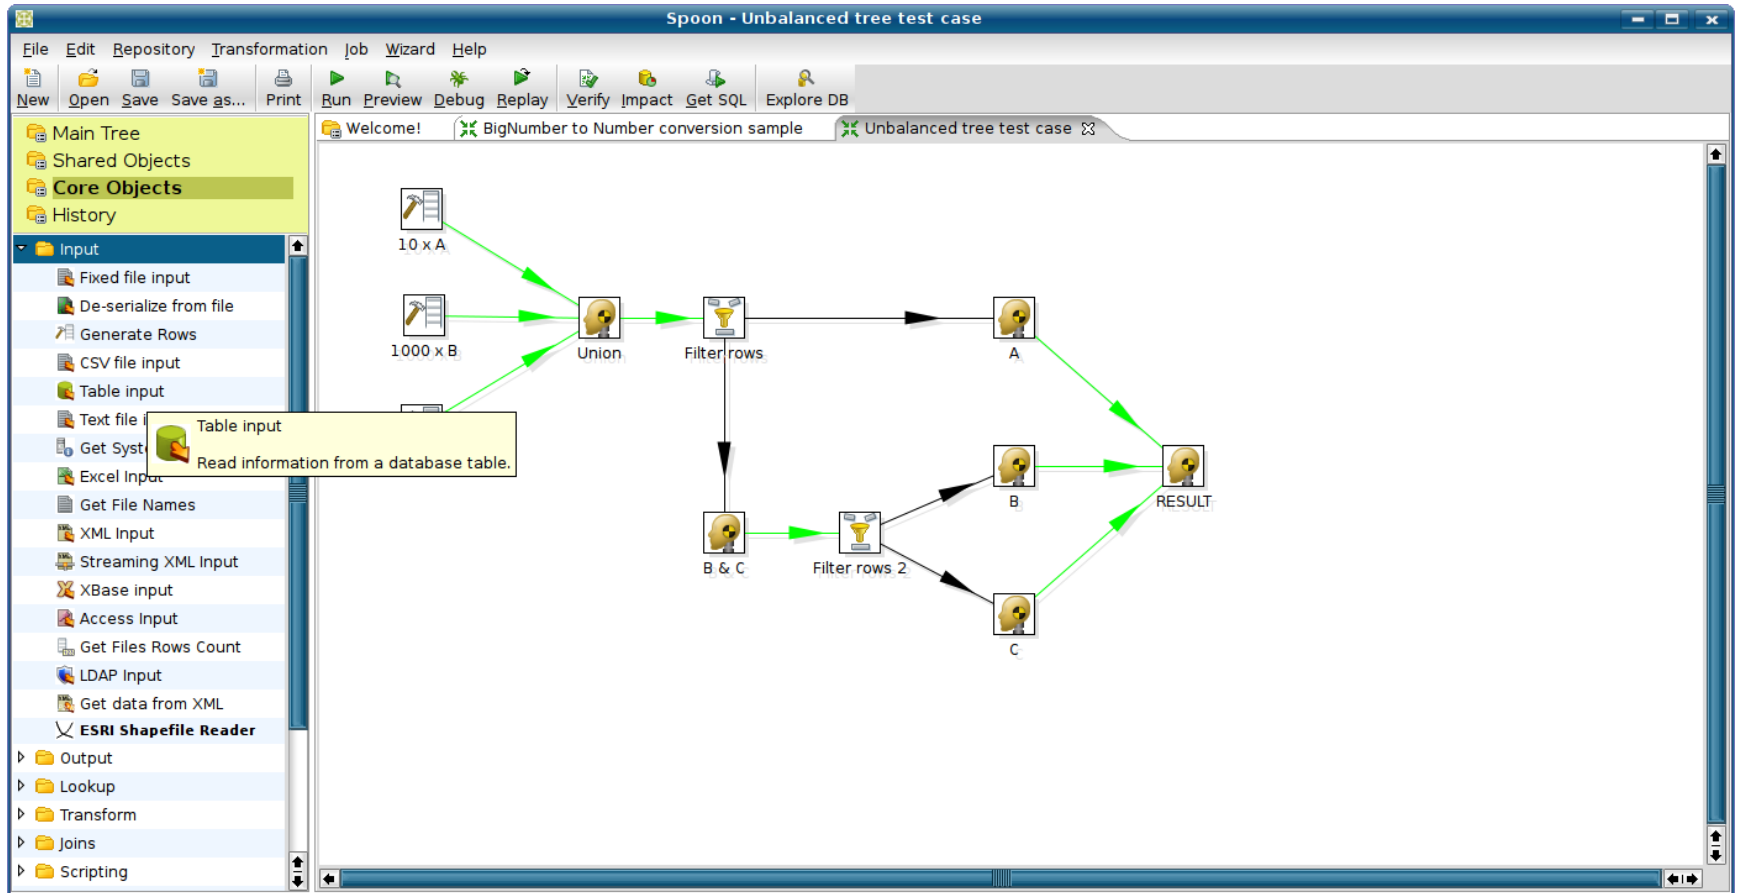 Spoon - Unbalanced tree test case
File Edit Repository Transformation Job Wizard Help
New Open Save Save as... Print Run Preview Debug Replay Verify Impact Get SQL Explore DB
Main Tree
Shared Objects
Core Objects
History
Welcome! BigNumber to Number conversion sample Unbalanced tree test case
Input
Fixed file input
De-serialize from file
Generate Rows
CSV file input
Table input
Text file i
Get Syst
Excel Input
Get File Names
XML Input
Streaming XML Input
XBase input
Access Input
Get Files Rows Count
LDAP Input
Get data from XML
ESRI Shapefile Reader
Output
Lookup
Transform
Joins
Scripting
Table input
Read information from a database table.
10 x A
1000 x B
Union
Filter rows
A
B
RESULT
B & C
Filter rows 2
C